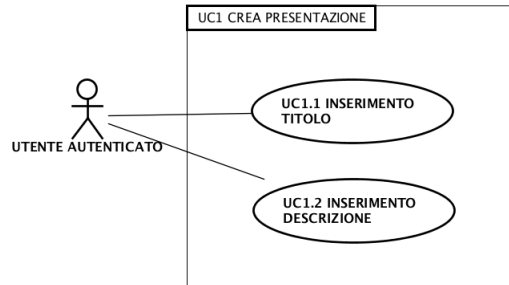 UC1 CREA PRESENTAZIONE
UC1.1 INSERIMENTO
TITOLO
UTENTE AUTENTICATO
UC1.2 INSERIMENTO
DESCRIZIONE